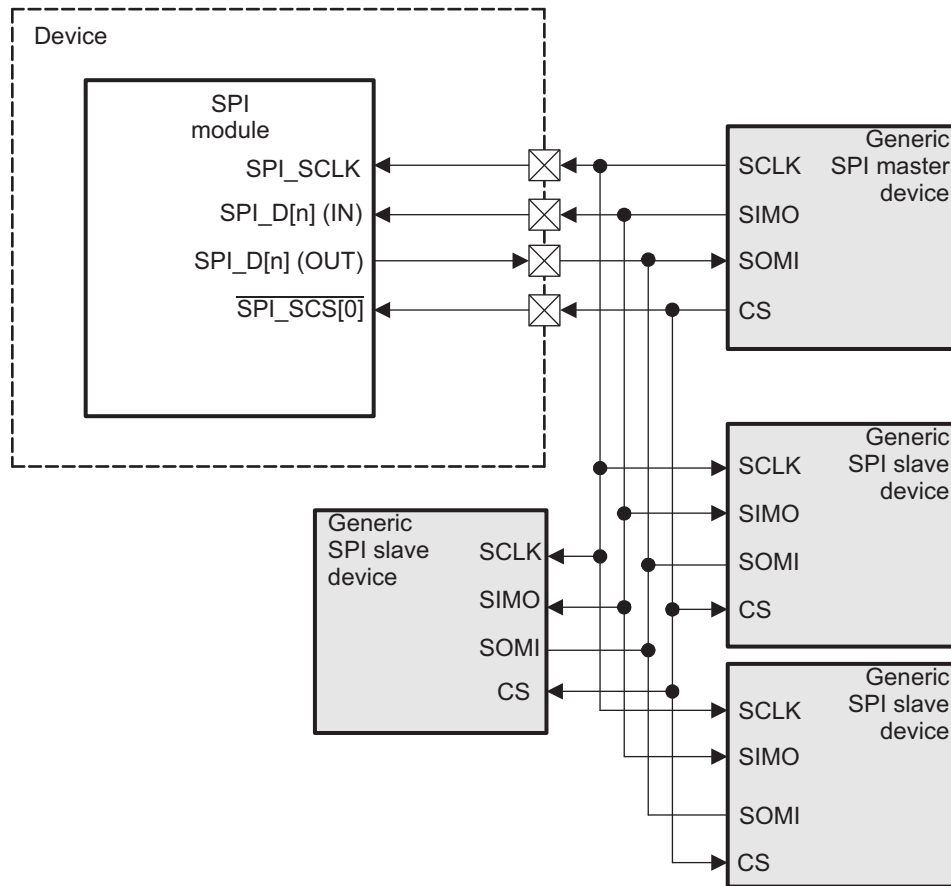 Device
SPI
module
SPI_SCLK
SPI_D[n] (IN)
SPI_D[n] (OUT)
SPI_SCS[0]
Generic
SPI master
device
SCLK
SIMO
SOMI
CS
Generic
SPI slave
device
SCLK
SIMO
SOMI
CS
Generic
SPI slave
device
SCLK
SIMO
SOMI
CS
Generic
SPI slave
device
SCLK
SIMO
SOMI
CS